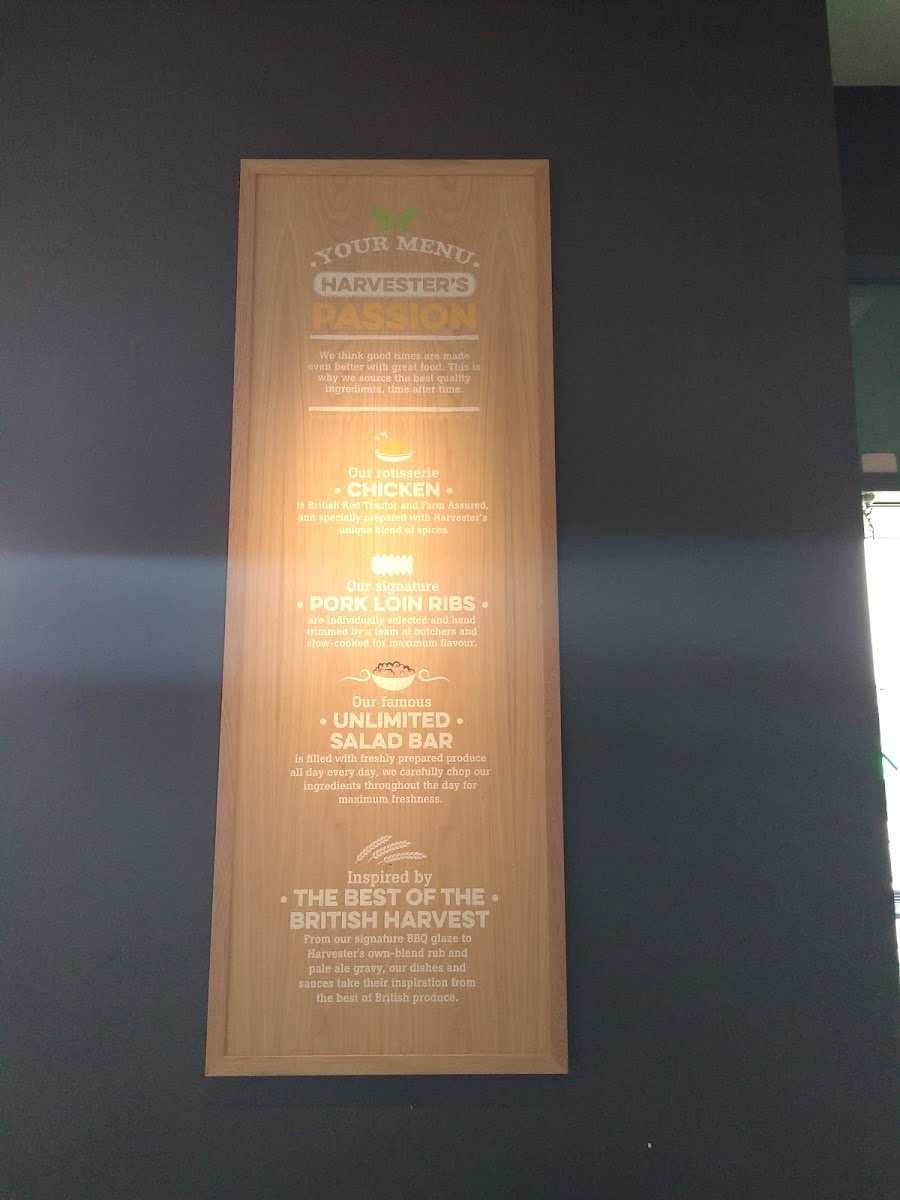 • YOUR MENU •
HARVESTER'S
PASSION
We think good times are made
even better with great food. This is
why we source the best quality
ingredients, time after time.
Our rotisserie
• CHICKEN •
is British Red Tractor and Farm Assured,
and specially prepared with Harvester's
unique blend of spices.
Our signature
• PORK LOIN RIBS •
are individually selected and hand
trimmed by a team of butchers and
slow-cooked for maximum flavour.
Our famous
• UNLIMITED •
SALAD BAR
is filled with freshly prepared produce
all day every day, we carefully chop our
ingredients throughout the day for
maximum freshness.
Inspired by
• THE BEST OF THE •
BRITISH HARVEST
From our signature BBQ glaze to
Harvester's own-blend rub and
pale ale gravy, our dishes and
sauces take their inspiration from
the best of British produce.